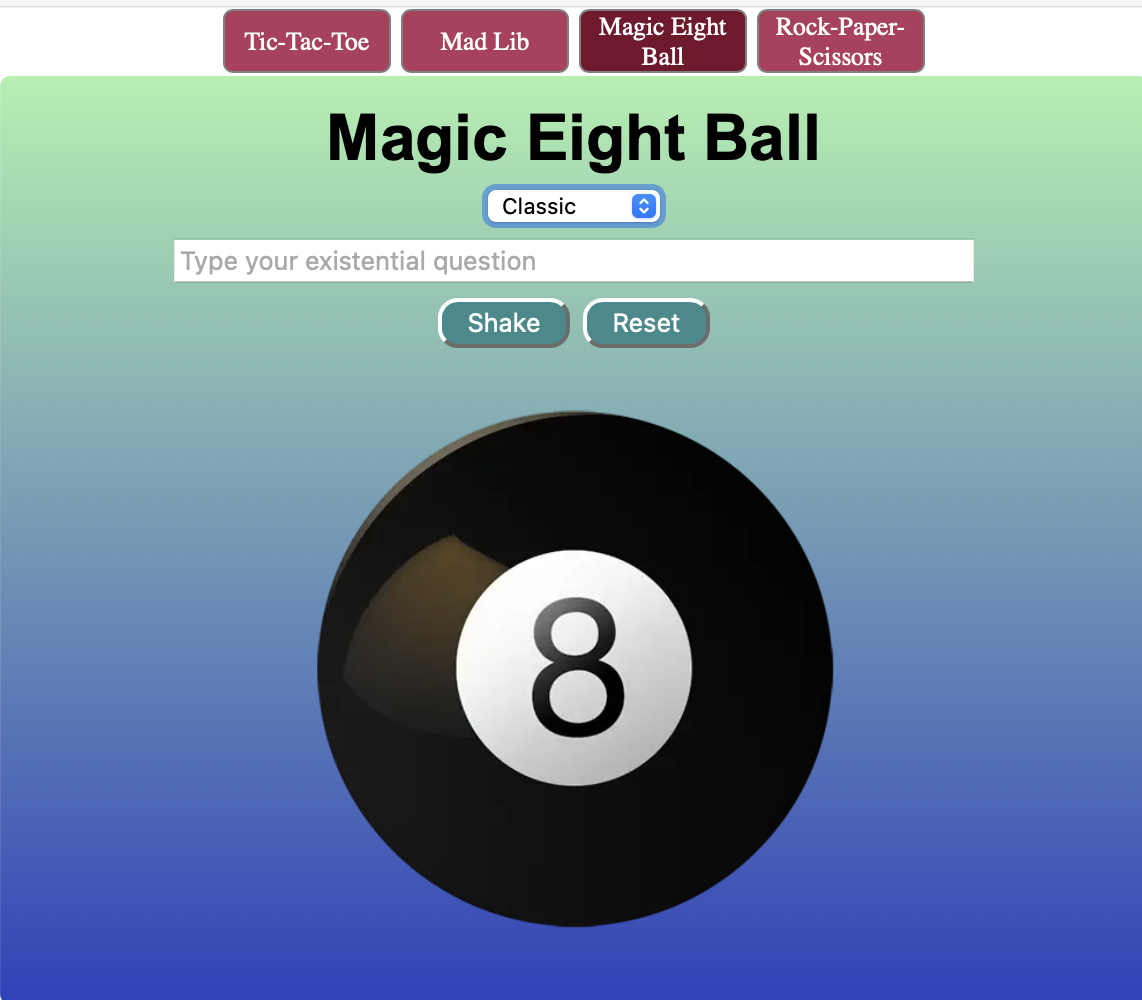 Tic-Tac-Toe
Mad Lib
Magic Eight
Ball
Rock-Paper-
Scissors
Magic Eight Ball
Classic
Type your existential question
Shake
Reset
8